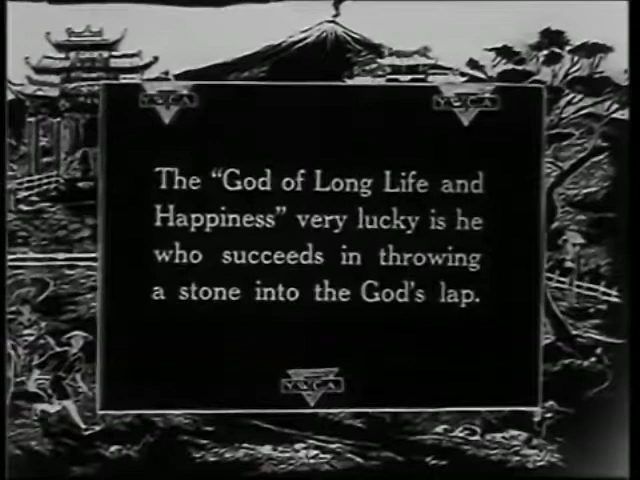 Y.W.C.A. Y.W.C.A.
The “God of Long Life and
Happiness” very lucky is he
who succeeds in throwing
a stone into the God's lap.
Y.W.C.A.